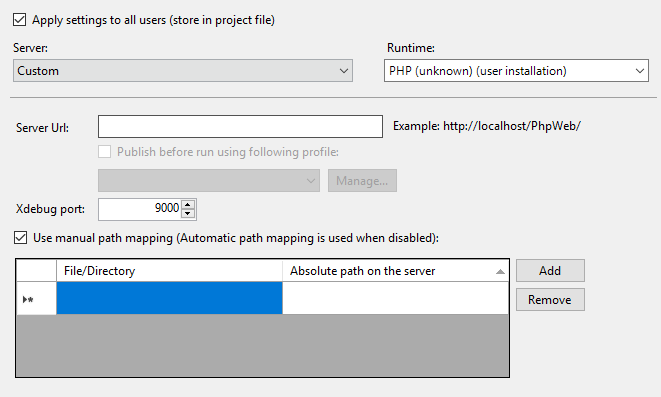 Apply settings to all users (store in project file)
Server: Runtime:
Custom PHP (unknown) (user installation)
Server Url: Example: http://localhost/PhpWeb/
Publish before run using following profile:
Manage...
Xdebug port: 9000
Use manual path mapping (Automatic path mapping is used when disabled):
File/Directory Absolute path on the server Add
Remove